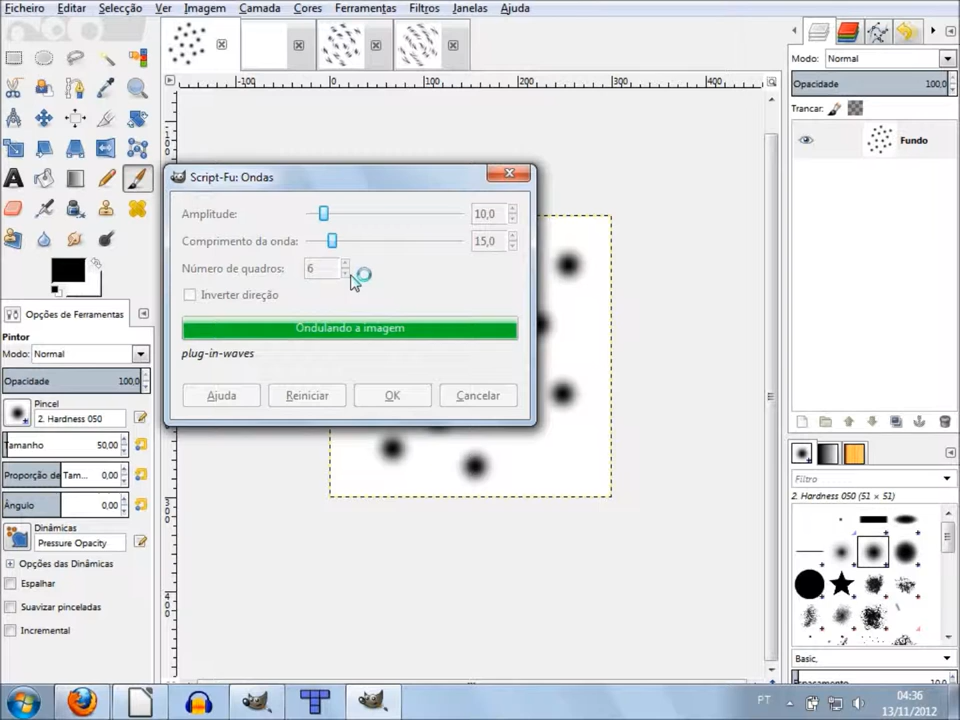 Ficheiro Editar Selecção Ver Imagem Camada Cores Ferramentas Filtros Janelas Ajuda
-100 0 100 200 300 400
Script-Fu: Ondas
Amplitude: 10,0
Comprimento da onda: 15,0
Número de quadros: 6
Inverter direção
Ondulando a imagem
plug-in-waves
Ajuda Reiniciar OK Cancelar
Opções de Ferramentas
Pintor
Modo: Normal
Opacidade 100,0
Pincel
2. Hardness 050
Tamanho 50,00
Proporção de Tam... 0,00
Ângulo 0,00
Dinâmicas
Pressure Opacity
Opções das Dinâmicas
Espalhar
Suavizar pinceladas
Incremental
Modo: Normal
Opacidade 100,0
Trancar:
Fundo
Filtro
2. Hardness 050 (51 × 51)
Basic,
Espaçamento 10,0
PT
04:36
13/11/2012